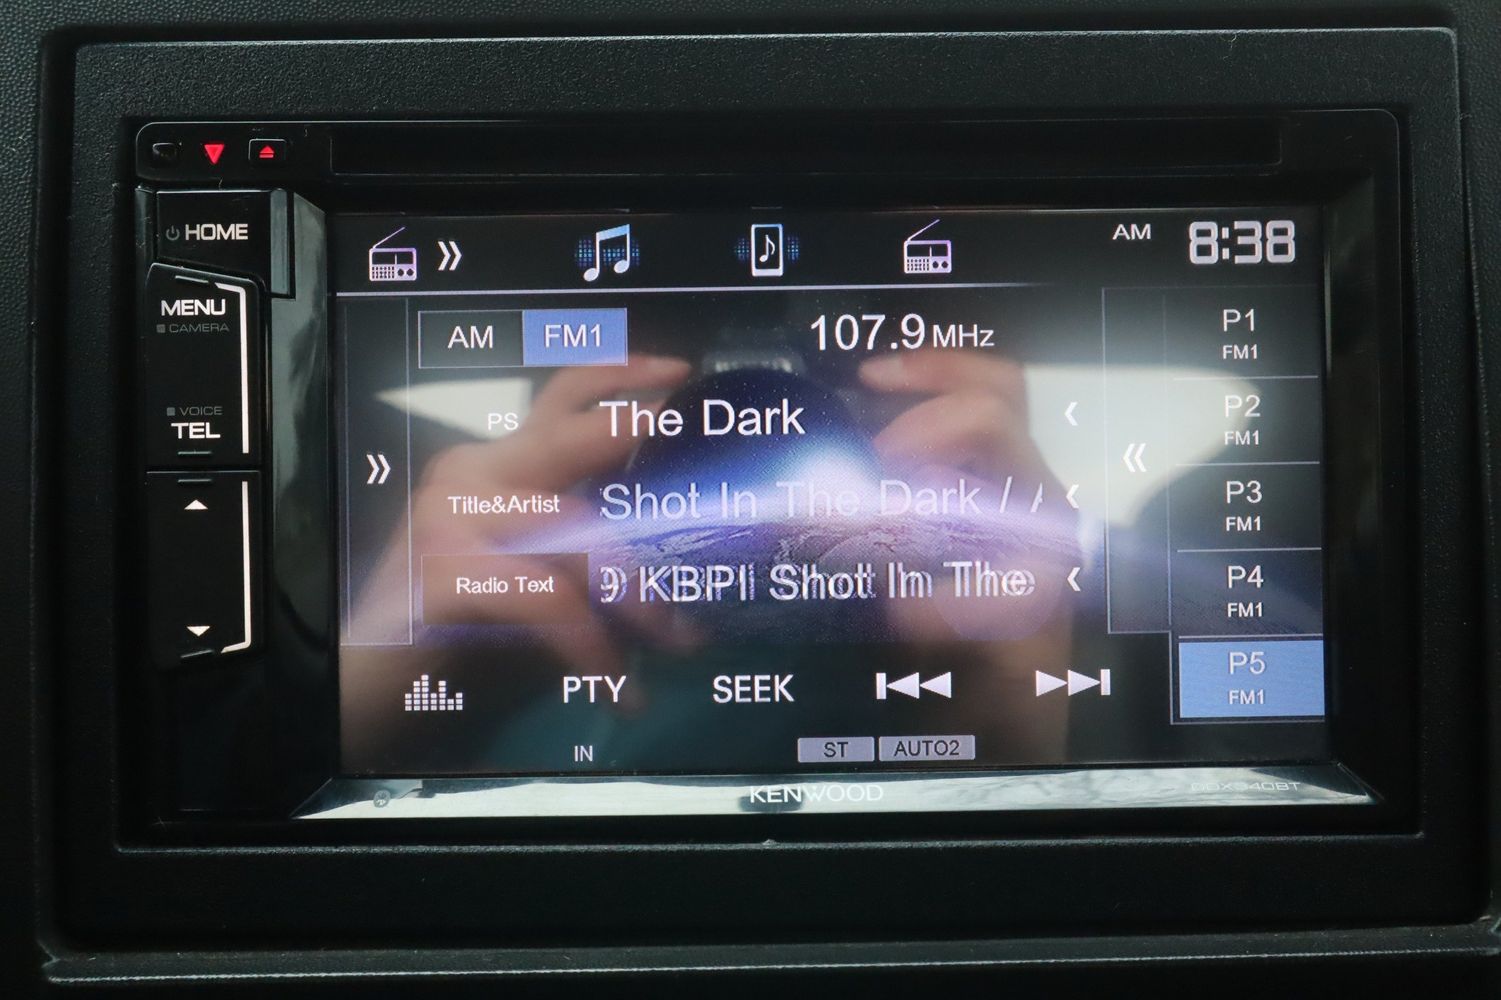 HOME
AM 8:38
MENU
CAMERA
VOICE
TEL
AM FM1 107.9 MHz
PS The Dark
Title&Artist Shot In The Dark /
Radio Text 9 KBPI Shot In The
P1
FM1
P2
FM1
P3
FM1
P4
FM1
P5
FM1
PTY SEEK
IN ST AUTO2
KENWOOD
DDX340BT